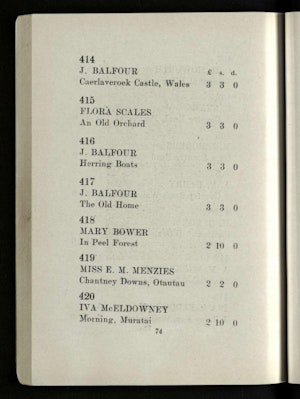 414
J. BALFOUR £ s. d.
Caerlaverock Castle, Wales 3 3 0
415
FLORA SCALES
An Old Orchard 3 3 0
416
J. BALFOUR
Herring Boats 3 3 0
417
J. BALFOUR
The Old Home 3 3 0
418
MARY BOWER
In Peel Forest 2 10 0
419
MISS E. M. MENZIES
Chantney Downs, Otautau 2 2 0
420
IVA McELDOWNEY
Morning, Muratai 2 10 0
74